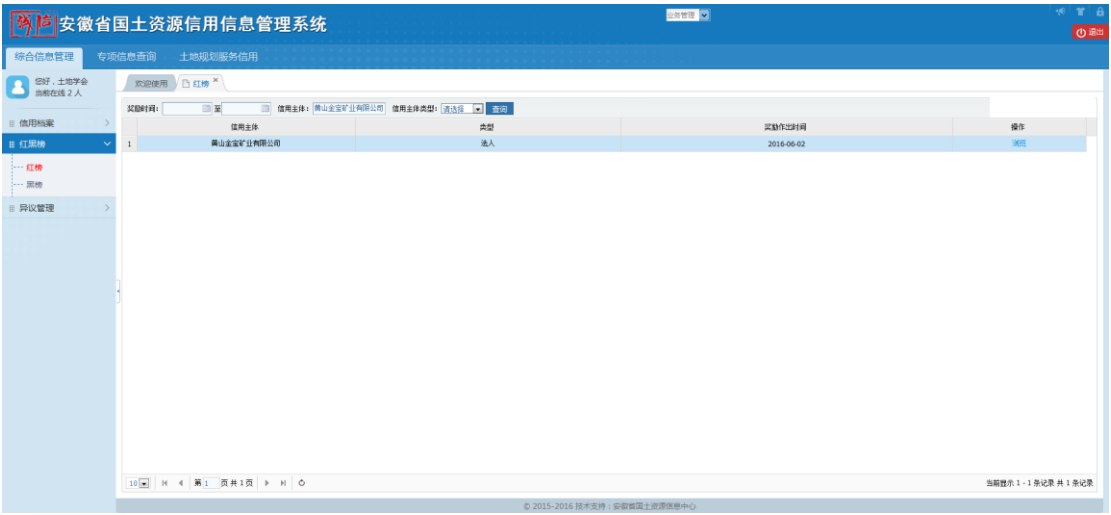 诚信 安徽省国土资源信用信息管理系统
业务管理
退出
综合信息管理 专项信息查询 土地规划服务信用
您好，土地学会
当前在线 2 人
欢迎使用 红榜 ×
奖励时间： 至 信用主体： 黄山金宝矿业有限公司 信用主体类型： 请选择 查询
信用档案
红黑榜
红榜
黑榜
异议管理
信用主体 类型 奖励作出时间 操作
1 黄山金宝矿业有限公司 法人 2016-06-02 浏览
10 第 1 页 共 1 页 当前显示 1 - 1 条记录 共 1 条记录
© 2015-2016 技术支持：安徽省国土资源信息中心